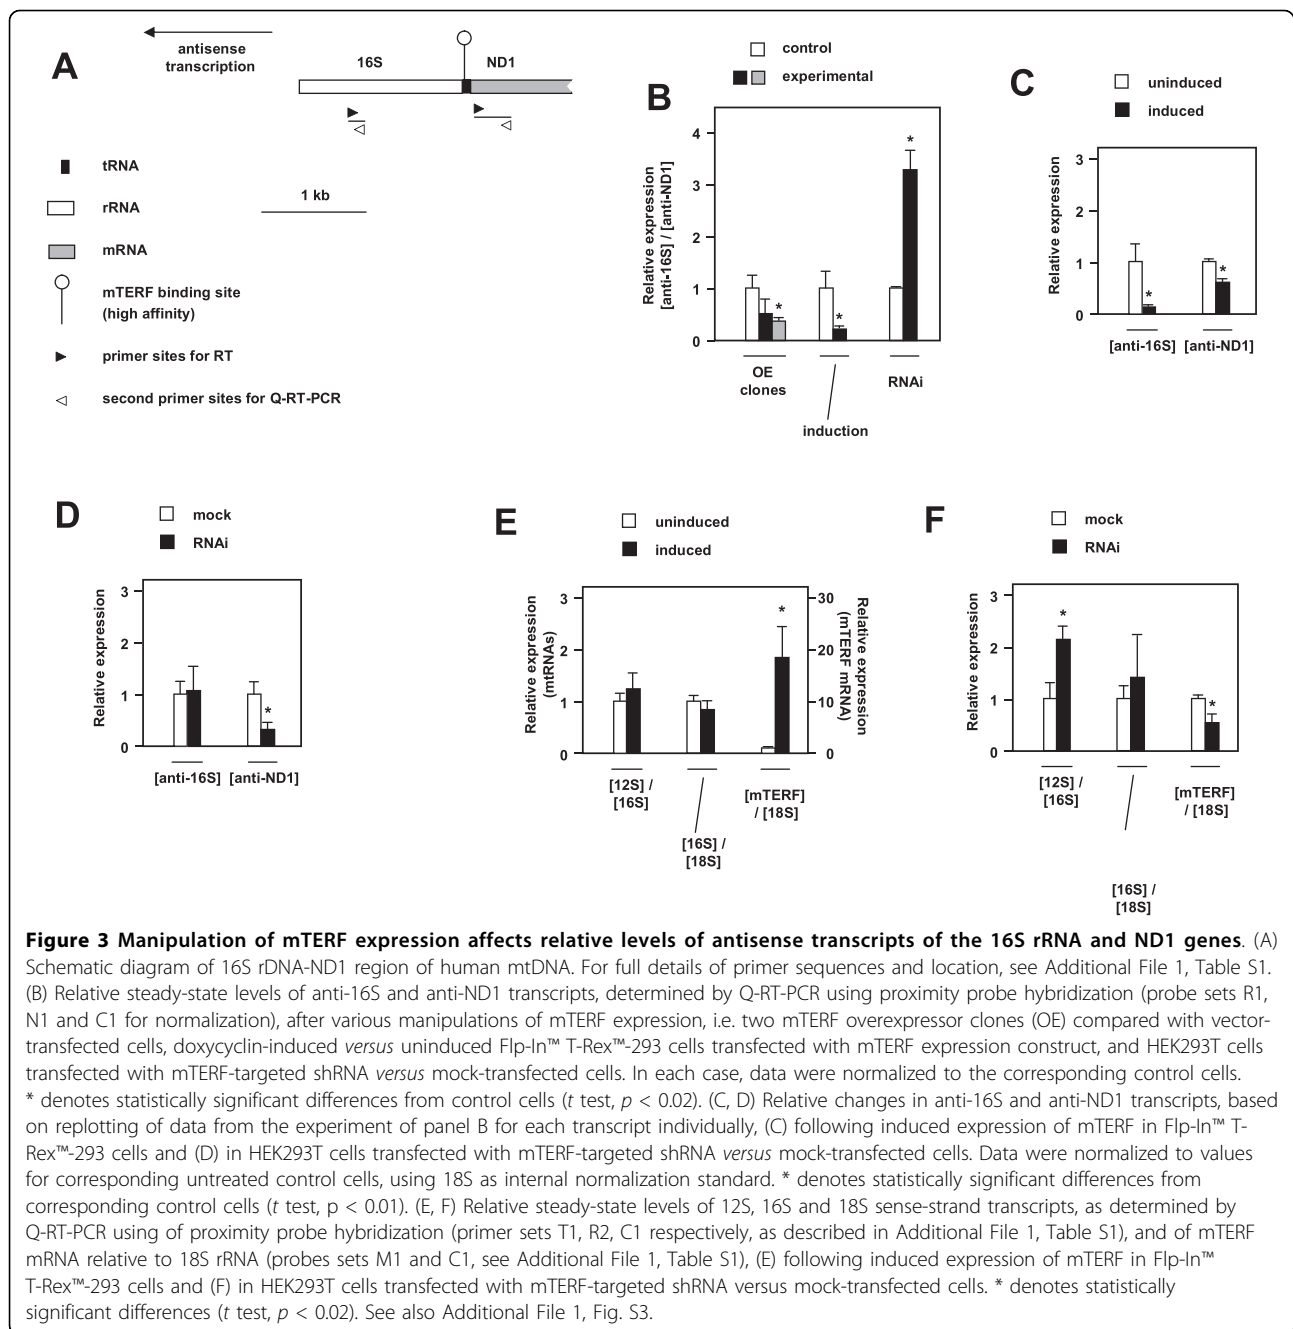 A
antisense
transcription
16S
ND1
tRNA
rRNA
1 kb
mRNA
mTERF binding site
(high affinity)
primer sites for RT
second primer sites for Q-RT-PCR
B
control
experimental
Relative expression
[anti-16S] / [anti-ND1]
4
3
2
1
0
*
*
*
OE
clones
induction
RNAi
C
uninduced
induced
Relative expression
3
2
1
0
*
*
[anti-16S] [anti-ND1]
D
mock
RNAi
Relative expression
3
2
1
0
*
[anti-16S] [anti-ND1]
E
uninduced
induced
Relative expression
(mtRNAs)
3
2
1
0
*
30
20
10
0
Relative expression
(mTERF mRNA)
[12S] /
[16S]
[16S] /
[18S]
[mTERF]
/ [18S]
F
mock
RNAi
Relative expression
3
2
1
0
*
*
[12S] /
[16S]
[16S] /
[18S]
[mTERF]
/ [18S]
Figure 3 Manipulation of mTERF expression affects relative levels of antisense transcripts of the 16S rRNA and ND1 genes. (A)
Schematic diagram of 16S rDNA-ND1 region of human mtDNA. For full details of primer sequences and location, see Additional File 1, Table S1.
(B) Relative steady-state levels of anti-16S and anti-ND1 transcripts, determined by Q-RT-PCR using proximity probe hybridization (probe sets R1,
N1 and C1 for normalization), after various manipulations of mTERF expression, i.e. two mTERF overexpressor clones (OE) compared with vector-
transfected cells, doxycyclin-induced versus uninduced Flp-In™ T-Rex™-293 cells transfected with mTERF expression construct, and HEK293T cells
transfected with mTERF-targeted shRNA versus mock-transfected cells. In each case, data were normalized to the corresponding control cells.
* denotes statistically significant differences from control cells (t test, p < 0.02). (C, D) Relative changes in anti-16S and anti-ND1 transcripts, based
on replotting of data from the experiment of panel B for each transcript individually, (C) following induced expression of mTERF in Flp-In™ T-
Rex™-293 cells and (D) in HEK293T cells transfected with mTERF-targeted shRNA versus mock-transfected cells. Data were normalized to values
for corresponding untreated control cells, using 18S as internal normalization standard. * denotes statistically significant differences from
corresponding control cells (t test, p < 0.01). (E, F) Relative steady-state levels of 12S, 16S and 18S sense-strand transcripts, as determined by
Q-RT-PCR using of proximity probe hybridization (primer sets T1, R2, C1 respectively, as described in Additional File 1, Table S1), and of mTERF
mRNA relative to 18S rRNA (probes sets M1 and C1, see Additional File 1, Table S1), (E) following induced expression of mTERF in Flp-In™
T-Rex™-293 cells and (F) in HEK293T cells transfected with mTERF-targeted shRNA versus mock-transfected cells. * denotes statistically
significant differences (t test, p < 0.02). See also Additional File 1, Fig. S3.